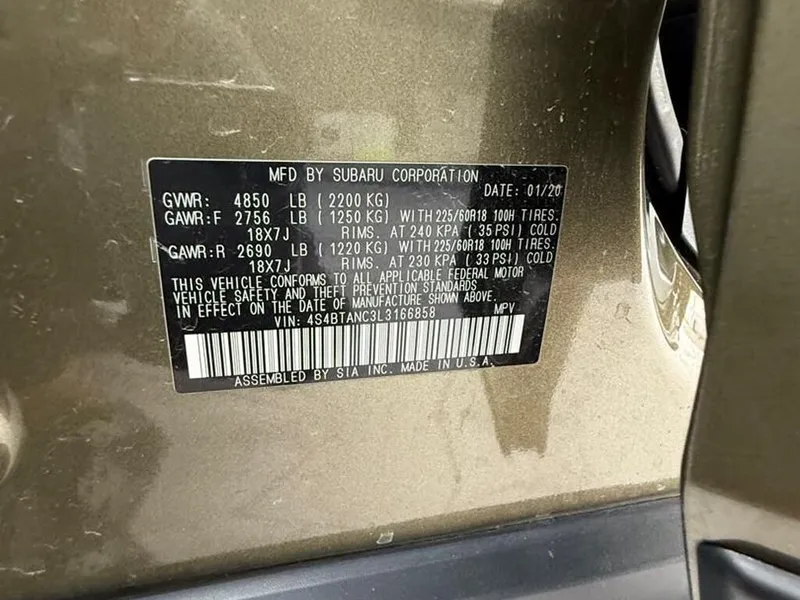 MFD BY SUBARU CORPORATION
DATE: 01/20
GVWR: 4850 LB (2200 KG)
GAWR:F 2756 LB (1250 KG) WITH 225/60R18 100H TIRES.
18X7J RIMS. AT 240 KPA (35 PSI) COLD
GAWR:R 2690 LB (1220 KG) WITH 225/60R18 100H TIRES.
18X7J RIMS. AT 230 KPA (33 PSI) COLD
THIS VEHICLE CONFORMS TO ALL APPLICABLE FEDERAL MOTOR
VEHICLE SAFETY AND THEFT PREVENTION STANDARDS
IN EFFECT ON THE DATE OF MANUFACTURE SHOWN ABOVE.
VIN: 4S4BTANC3L3166858 MPV
ASSEMBLED BY SIA INC. MADE IN U.S.A.